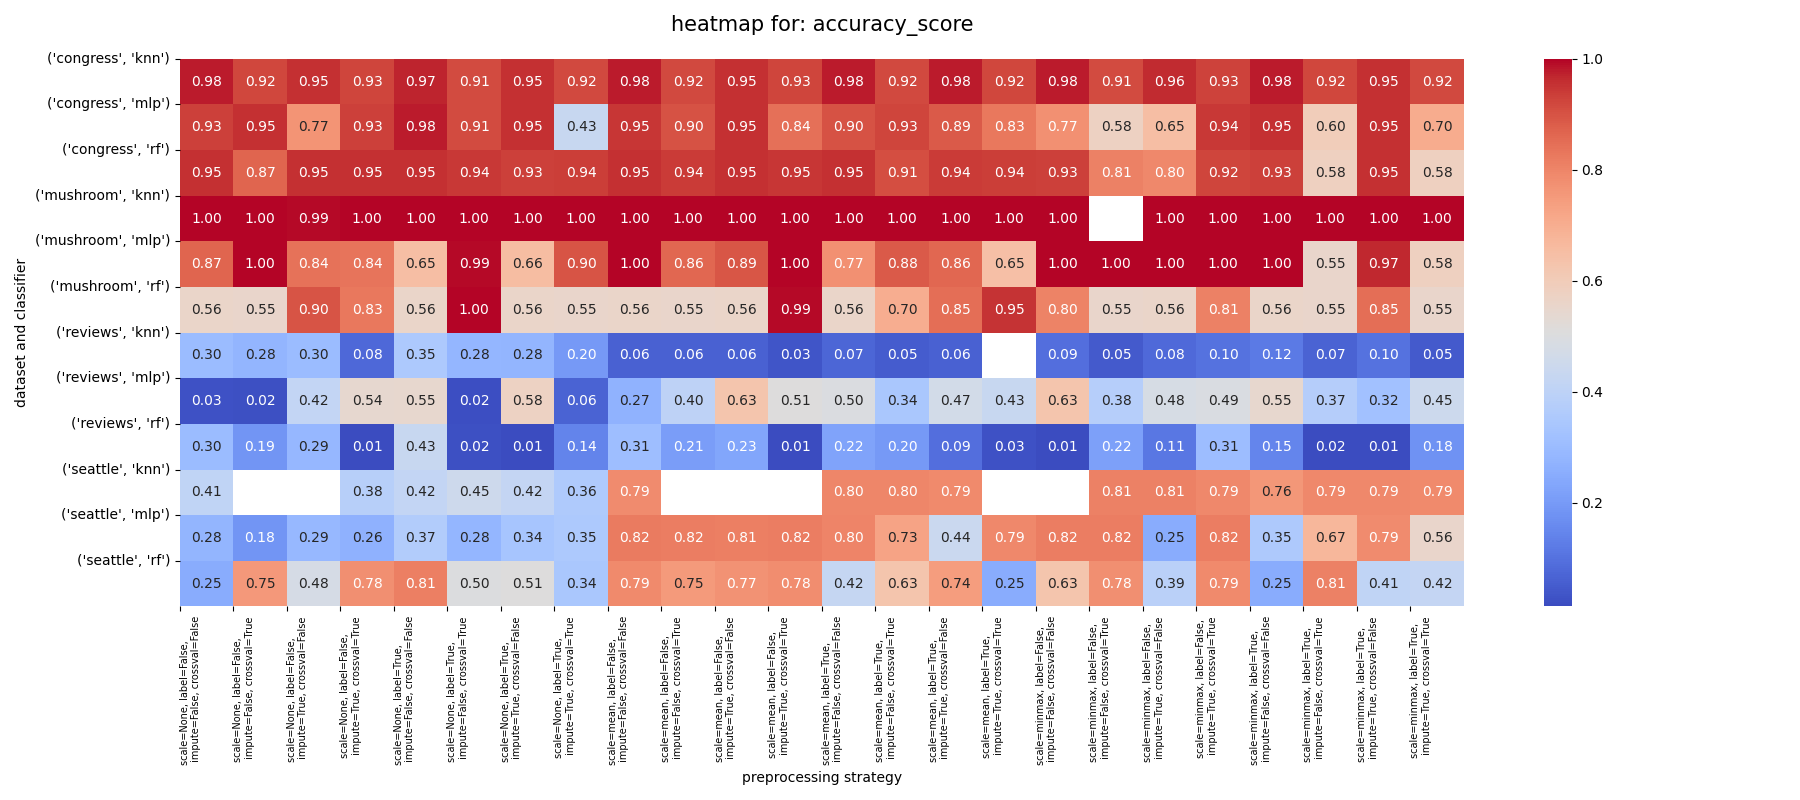 heatmap for: accuracy_score
('congress', 'knn')
0.98 0.92 0.95 0.93 0.97 0.91 0.95 0.92 0.98 0.92 0.95 0.93 0.98 0.92 0.98 0.92 0.98 0.91 0.96 0.93 0.98 0.92 0.95 0.92
('congress', 'mlp')
0.93 0.95 0.77 0.93 0.98 0.91 0.95 0.43 0.95 0.90 0.95 0.84 0.90 0.93 0.89 0.83 0.77 0.58 0.65 0.94 0.95 0.60 0.95 0.70
('congress', 'rf')
0.95 0.87 0.95 0.95 0.95 0.94 0.93 0.94 0.95 0.94 0.95 0.95 0.95 0.91 0.94 0.94 0.93 0.81 0.80 0.92 0.93 0.58 0.95 0.58
('mushroom', 'knn')
1.00 1.00 0.99 1.00 1.00 1.00 1.00 1.00 1.00 1.00 1.00 1.00 1.00 1.00 1.00 1.00 1.00 1.00 1.00 1.00 1.00 1.00 1.00
('mushroom', 'mlp')
0.87 1.00 0.84 0.84 0.65 0.99 0.66 0.90 1.00 0.86 0.89 1.00 0.77 0.88 0.86 0.65 1.00 1.00 1.00 1.00 1.00 0.55 0.97 0.58
('mushroom', 'rf')
0.56 0.55 0.90 0.83 0.56 1.00 0.56 0.55 0.56 0.55 0.56 0.99 0.56 0.70 0.85 0.95 0.80 0.55 0.56 0.81 0.56 0.55 0.85 0.55
('reviews', 'knn')
0.30 0.28 0.30 0.08 0.35 0.28 0.28 0.20 0.06 0.06 0.06 0.03 0.07 0.05 0.06 0.09 0.05 0.08 0.10 0.12 0.07 0.10 0.05
('reviews', 'mlp')
0.03 0.02 0.42 0.54 0.55 0.02 0.58 0.06 0.27 0.40 0.63 0.51 0.50 0.34 0.47 0.43 0.63 0.38 0.48 0.49 0.55 0.37 0.32 0.45
('reviews', 'rf')
0.30 0.19 0.29 0.01 0.43 0.02 0.01 0.14 0.31 0.21 0.23 0.01 0.22 0.20 0.09 0.03 0.01 0.22 0.11 0.31 0.15 0.02 0.01 0.18
('seattle', 'knn')
0.41 0.38 0.42 0.45 0.42 0.36 0.79 0.80 0.80 0.79 0.81 0.81 0.79 0.76 0.79 0.79 0.79
('seattle', 'mlp')
0.28 0.18 0.29 0.26 0.37 0.28 0.34 0.35 0.82 0.82 0.81 0.82 0.80 0.73 0.44 0.79 0.82 0.82 0.25 0.82 0.35 0.67 0.79 0.56
('seattle', 'rf')
0.25 0.75 0.48 0.78 0.81 0.50 0.51 0.34 0.79 0.75 0.77 0.78 0.42 0.63 0.74 0.25 0.63 0.78 0.39 0.79 0.25 0.81 0.41 0.42
dataset and classifier
scale=None, label=False,
impute=False, crossval=False
scale=None, label=False,
impute=False, crossval=True
scale=None, label=False,
impute=True, crossval=False
scale=None, label=False,
impute=True, crossval=True
scale=None, label=True,
impute=False, crossval=False
scale=None, label=True,
impute=False, crossval=True
scale=None, label=True,
impute=True, crossval=False
scale=None, label=True,
impute=True, crossval=True
scale=mean, label=False,
impute=False, crossval=False
scale=mean, label=False,
impute=False, crossval=True
scale=mean, label=False,
impute=True, crossval=False
scale=mean, label=False,
impute=True, crossval=True
scale=mean, label=True,
impute=False, crossval=False
scale=mean, label=True,
impute=False, crossval=True
scale=mean, label=True,
impute=True, crossval=False
scale=mean, label=True,
impute=True, crossval=True
scale=minmax, label=False,
impute=False, crossval=False
scale=minmax, label=False,
impute=False, crossval=True
scale=minmax, label=False,
impute=True, crossval=False
scale=minmax, label=False,
impute=True, crossval=True
scale=minmax, label=True,
impute=False, crossval=False
scale=minmax, label=True,
impute=False, crossval=True
scale=minmax, label=True,
impute=True, crossval=False
scale=minmax, label=True,
impute=True, crossval=True
preprocessing strategy
1.0
0.8
0.6
0.4
0.2